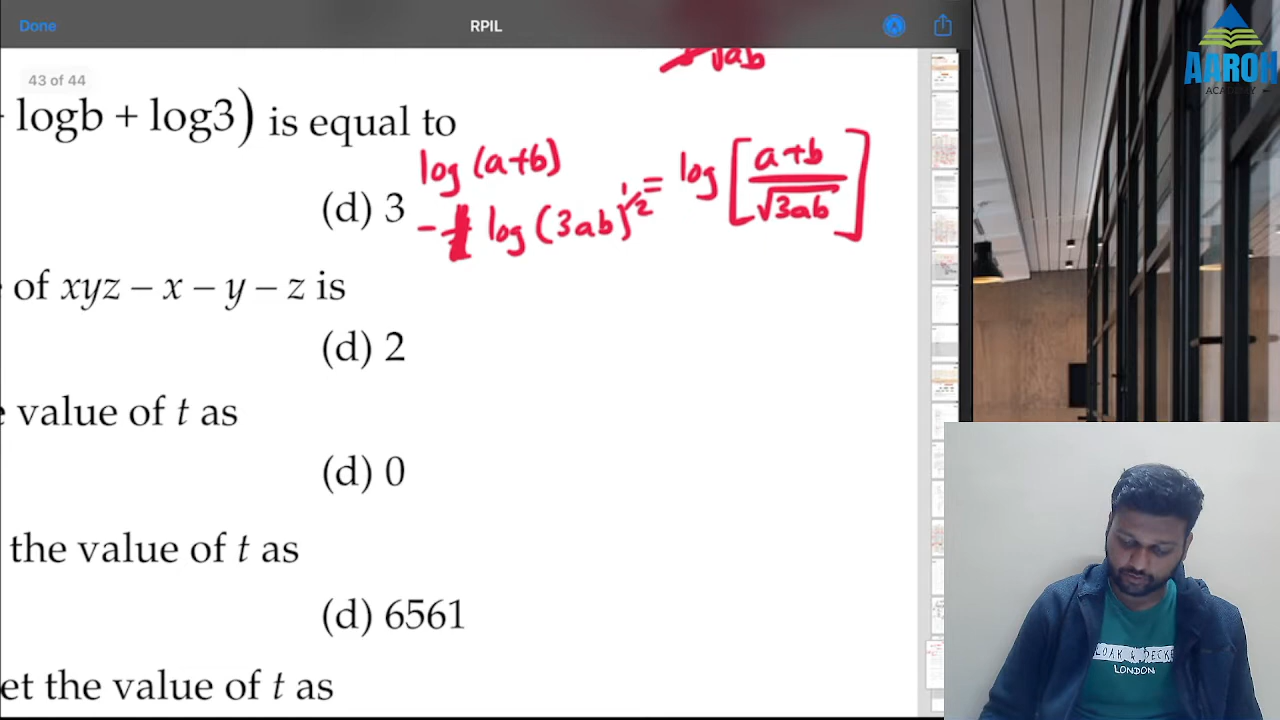 Done
RPIL
43 of 44
√ab
logb + log3) is equal to
log (a+b)
(d) 3
- log (3ab)^1/2 = log [a+b / √3ab]
of xyz – x – y – z is
(d) 2
value of t as
(d) 0
the value of t as
(d) 6561
et the value of t as
AAROH
ACADEMY
LONDON